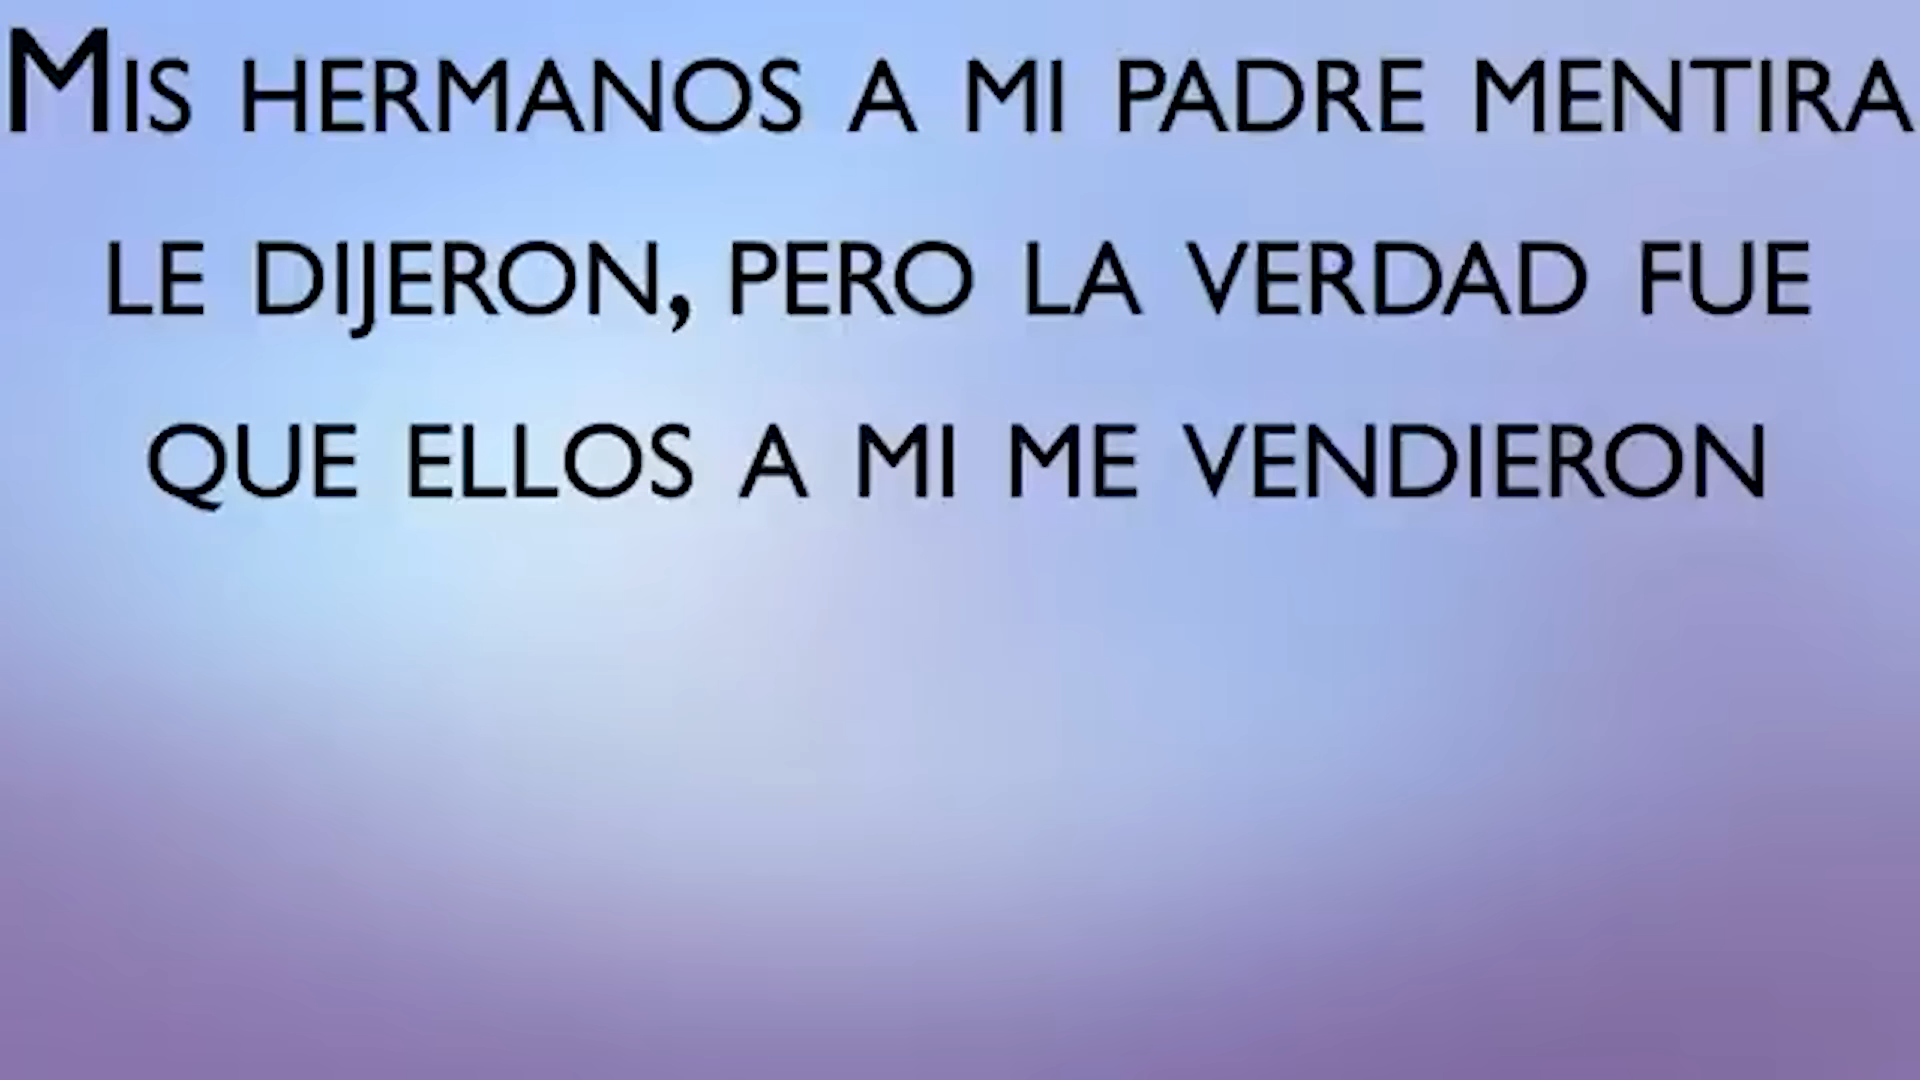 Mis hermanos a mi padre mentira
le dijeron, pero la verdad fue
que ellos a mi me vendieron